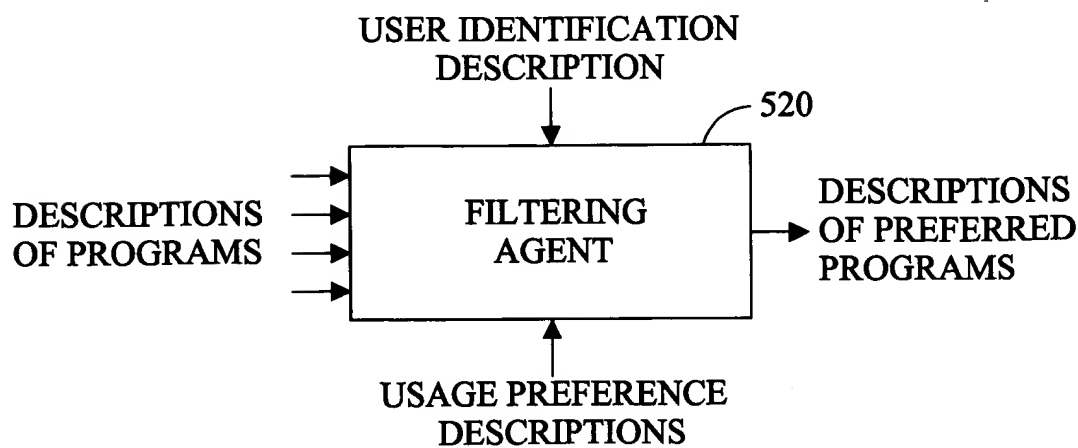 USER IDENTIFICATION
DESCRIPTION
520
DESCRIPTIONS
OF PROGRAMS
FILTERING
AGENT
DESCRIPTIONS
OF PREFERRED
PROGRAMS
USAGE PREFERENCE
DESCRIPTIONS